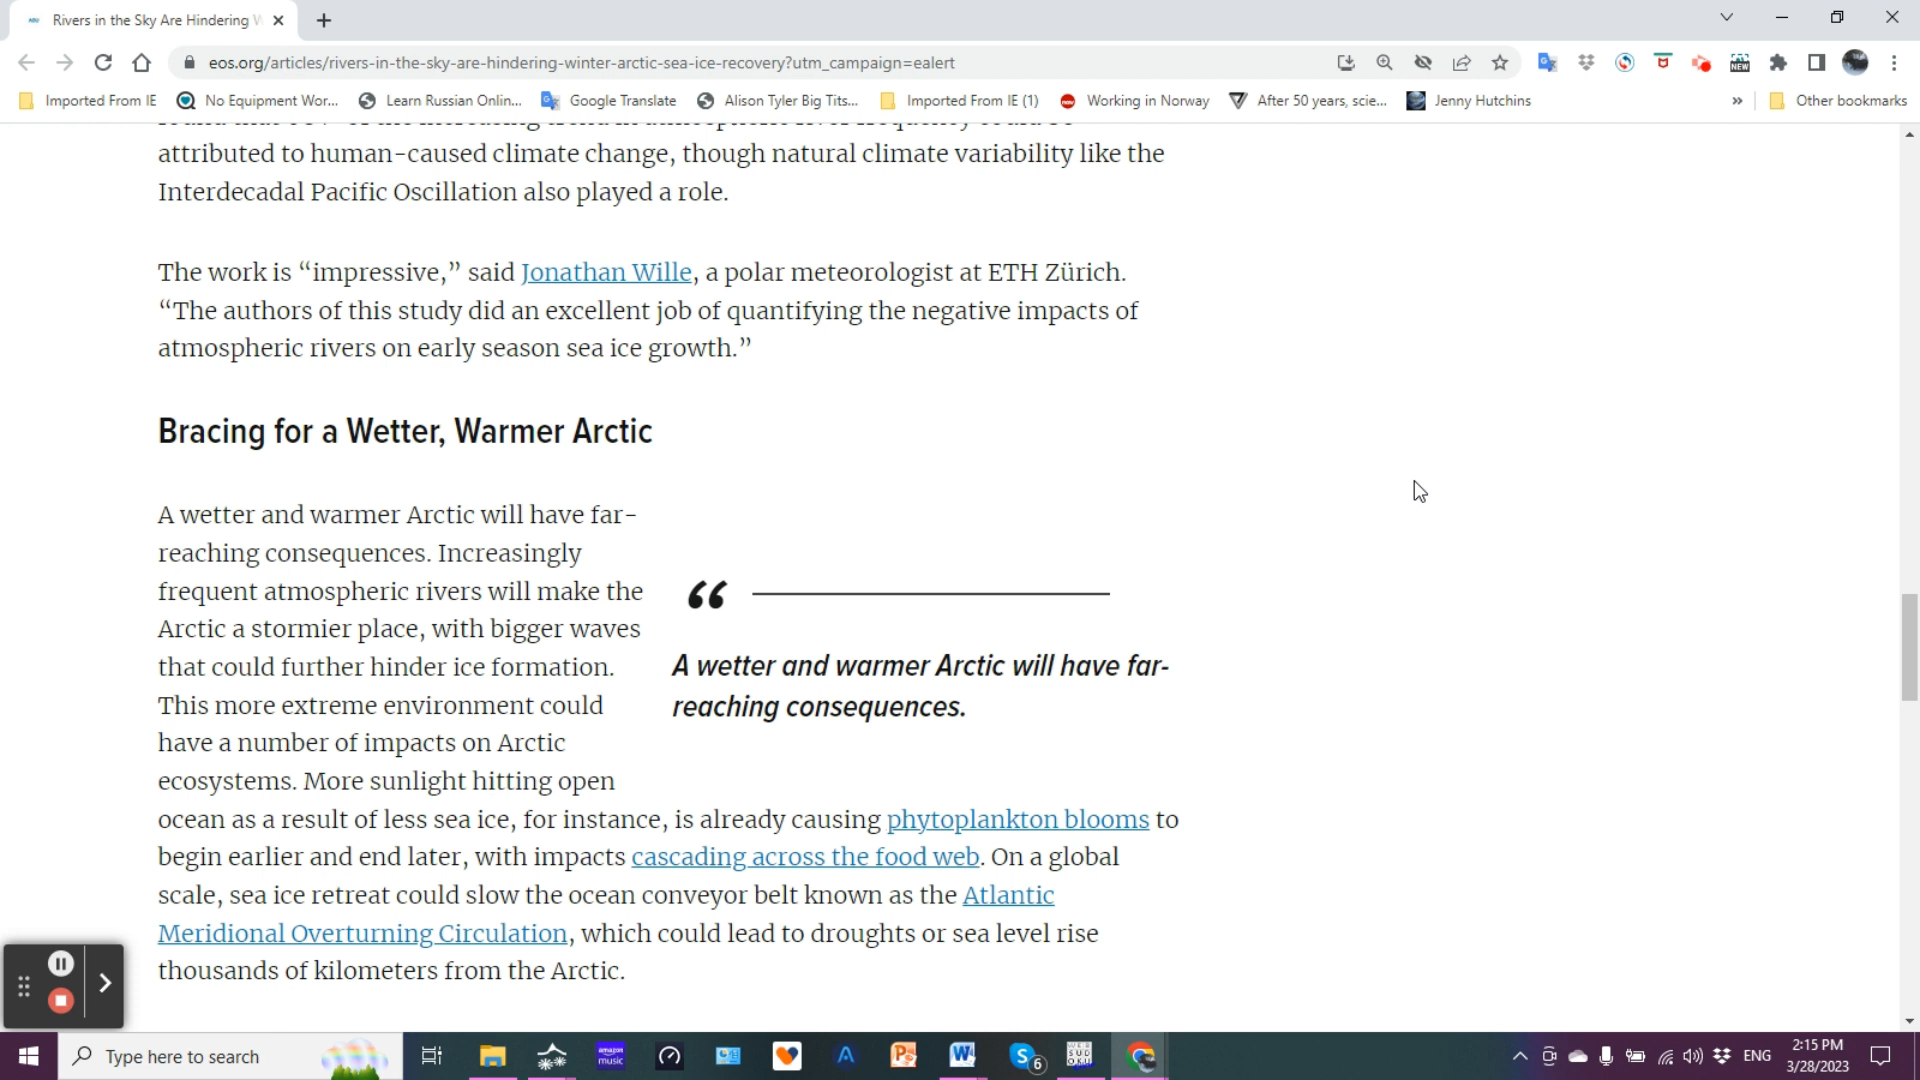 Rivers in the Sky Are Hindering W
eos.org/articles/rivers-in-the-sky-are-hindering-winter-arctic-sea-ice-recovery?utm_campaign=ealert
NEW
Imported From IE
No Equipment Wor...
Learn Russian Onlin...
Google Translate
Alison Tyler Big Tits...
Imported From IE (1)
Working in Norway
After 50 years, scie...
Jenny Hutchins
»
Other bookmarks
attributed to human-caused climate change, though natural climate variability like the
Interdecadal Pacific Oscillation also played a role.
The work is “impressive,” said Jonathan Wille, a polar meteorologist at ETH Zürich.
“The authors of this study did an excellent job of quantifying the negative impacts of
atmospheric rivers on early season sea ice growth.”
Bracing for a Wetter, Warmer Arctic
A wetter and warmer Arctic will have far-
reaching consequences. Increasingly
frequent atmospheric rivers will make the
Arctic a stormier place, with bigger waves
that could further hinder ice formation.
This more extreme environment could
have a number of impacts on Arctic
ecosystems. More sunlight hitting open
ocean as a result of less sea ice, for instance, is already causing phytoplankton blooms to
begin earlier and end later, with impacts cascading across the food web. On a global
scale, sea ice retreat could slow the ocean conveyor belt known as the Atlantic
Meridional Overturning Circulation, which could lead to droughts or sea level rise
thousands of kilometers from the Arctic.
“
A wetter and warmer Arctic will have far-
reaching consequences.
Type here to search
amazon music
6
WEB SUD OKU
ENG
2:15 PM
3/28/2023